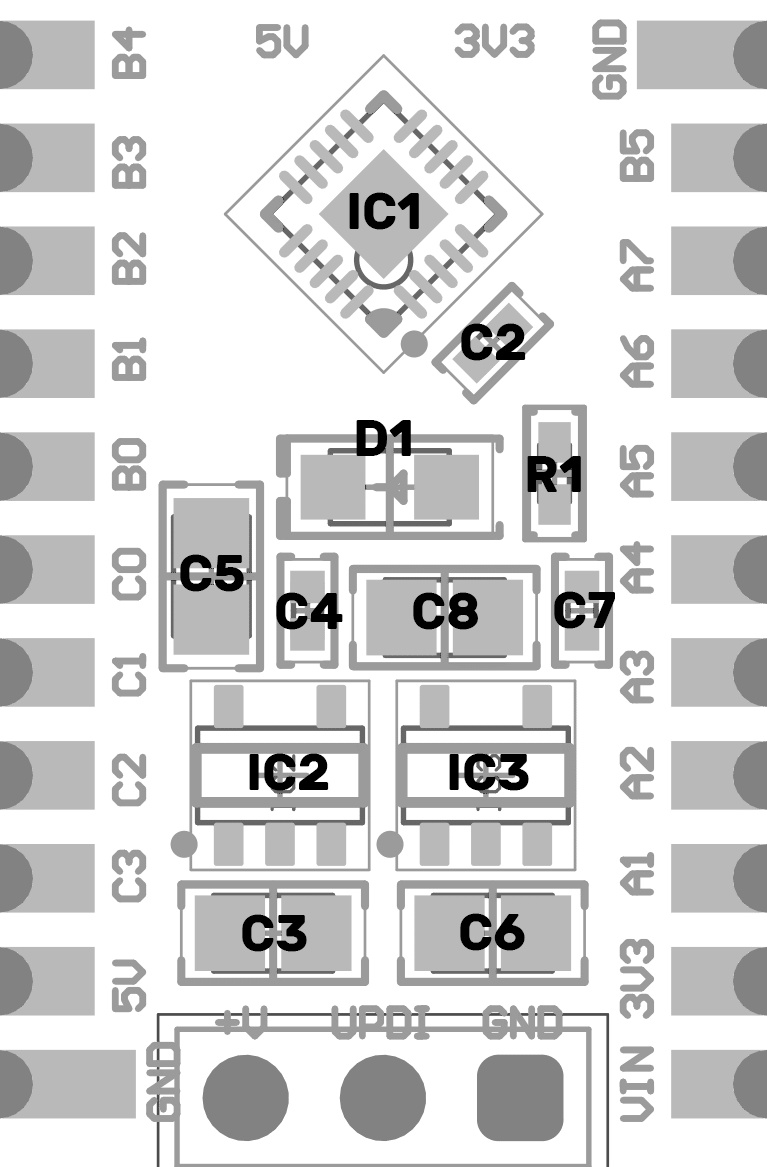 B4 5V 3V3 GND
B3 IC1 B5
B2 A7
B1 C2 A6
D1
B0 R1 A5
C0 C5 A4
C4 C8 C7
C1 A3
C2 IC2 IC3 A2
C3 A1
C3 C6
5V 3V3
+V UPDI GND
GND VIN